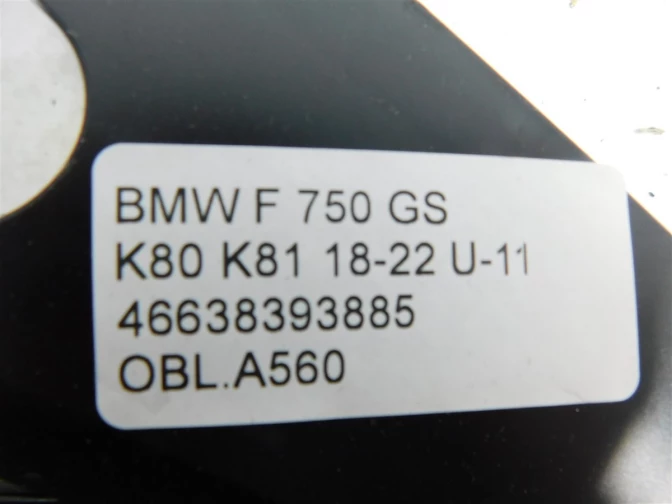 BMW F 750 GS
K80 K81 18-22 U-11
46638393885
OBL.A560